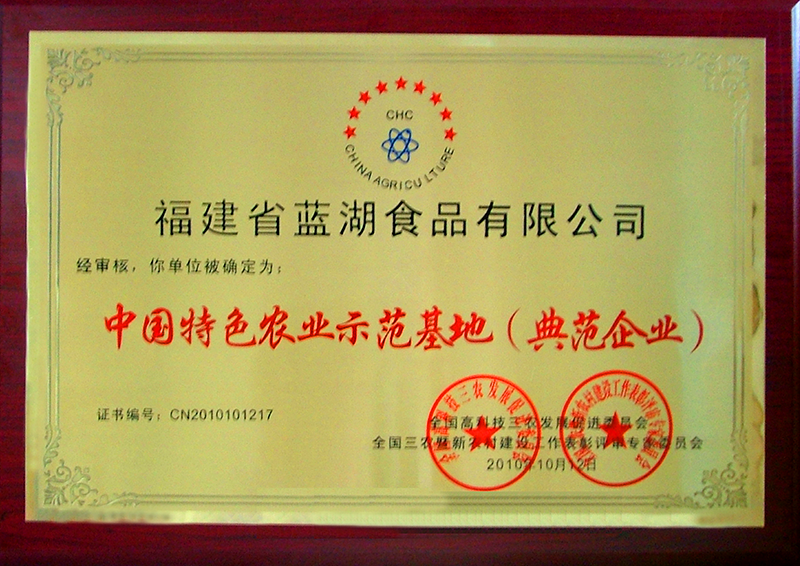 CHC
CHINA AGRICULTURE
福建省蓝湖食品有限公司
经审核，你单位被确定为：
中国特色农业示范基地（典范企业）
证书编号：CN2010101217
全国高科技三农发展促进委员会
全国三农暨新农村建设工作表彰评审专家委员会
2010年10月12日